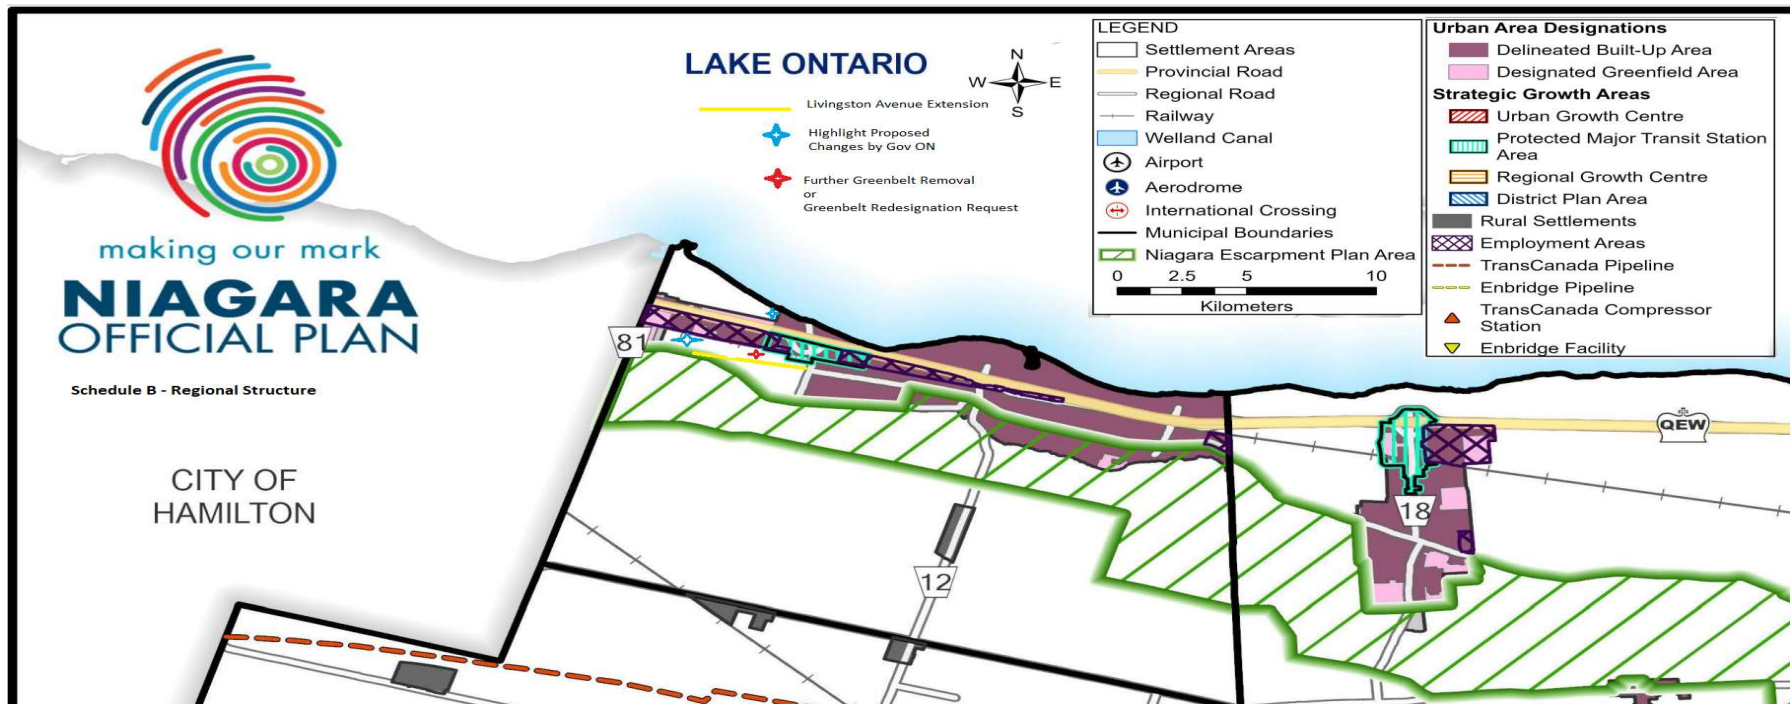 making our mark
NIAGARA
OFFICIAL PLAN
Schedule B - Regional Structure
CITY OF
HAMILTON
LAKE ONTARIO
N
W
E
S
Livingston Avenue Extension
Highlight Proposed
Changes by Gov ON
Further Greenbelt Removal
or
Greenbelt Redesignation Request
LEGEND
Settlement Areas
Provincial Road
Regional Road
Railway
Welland Canal
Airport
Aerodrome
International Crossing
Municipal Boundaries
Niagara Escarpment Plan Area
0 2.5 5 10
Kilometers
Urban Area Designations
Delineated Built-Up Area
Designated Greenfield Area
Strategic Growth Areas
Urban Growth Centre
Protected Major Transit Station
Area
Regional Growth Centre
District Plan Area
Rural Settlements
Employment Areas
TransCanada Pipeline
Enbridge Pipeline
TransCanada Compressor
Station
Enbridge Facility
81
QEW
18
12